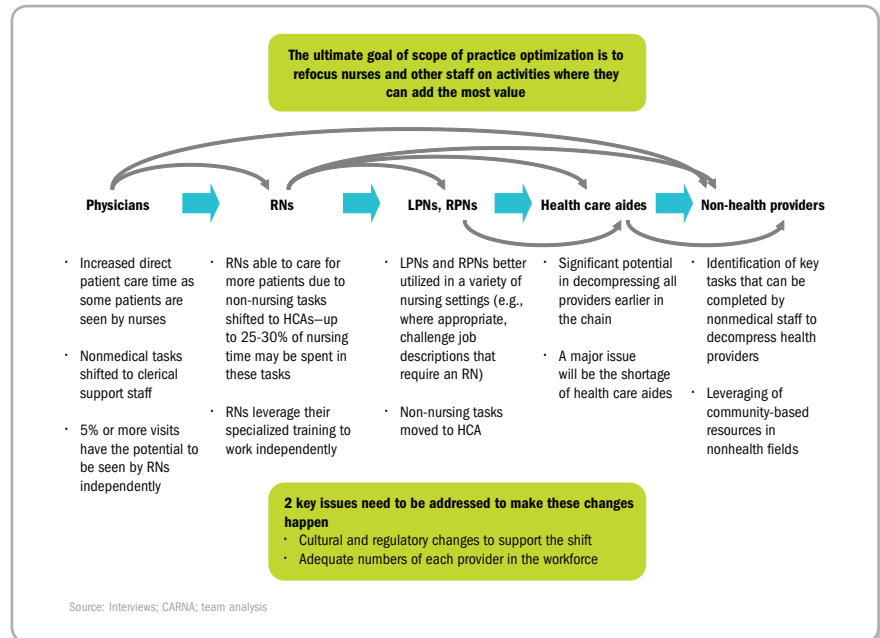 The ultimate goal of scope of practice optimization is to
refocus nurses and other staff on activities where they
can add the most value
Physicians
RNs
LPNs, RPNs
Health care aides
Non-health providers
· Increased direct
patient care time as
some patients are
seen by nurses
· Nonmedical tasks
shifted to clerical
support staff
· 5% or more visits
have the potential to
be seen by RNs
independently
· RNs able to care for
more patients due to
non-nursing tasks
shifted to HCAs—up
to 25-30% of nursing
time may be spent in
these tasks
· RNs leverage their
specialized training to
work independently
· LPNs and RPNs better
utilized in a variety of
nursing settings (e.g.,
where appropriate,
challenge job
descriptions that
require an RN)
· Non-nursing tasks
moved to HCA
· Significant potential
in decompressing all
providers earlier in
the chain
· A major issue
will be the shortage
of health care aides
· Identification of key
tasks that can be
completed by
nonmedical staff to
decompress health
providers
· Leveraging of
community-based
resources in
nonhealth fields
2 key issues need to be addressed to make these changes
happen
· Cultural and regulatory changes to support the shift
· Adequate numbers of each provider in the workforce
Source: Interviews; CARNA; team analysis